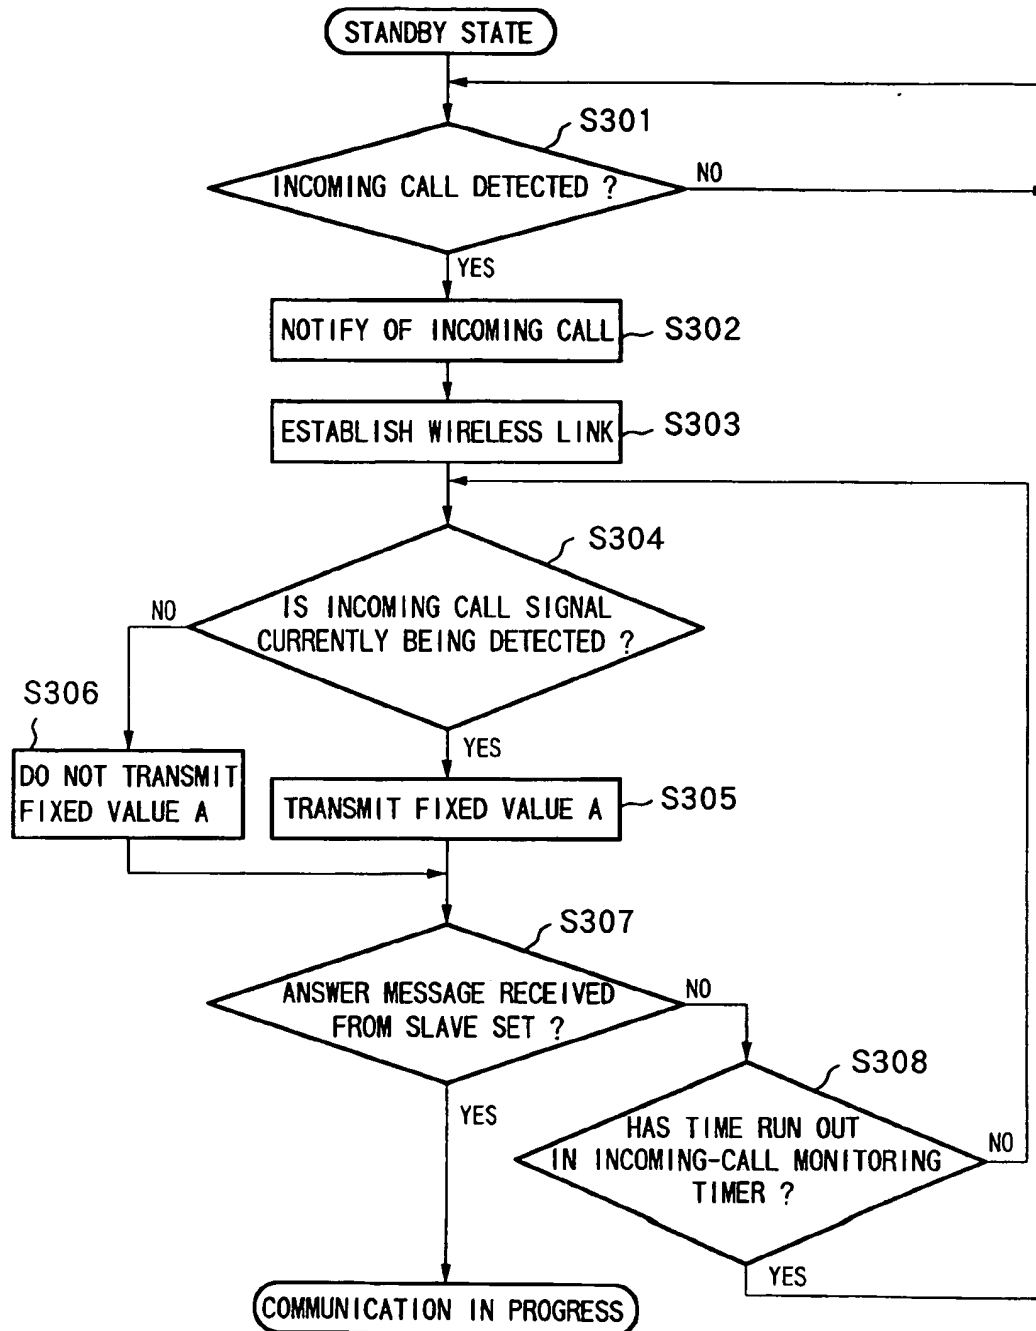 STANDBY STATE
S301
INCOMING CALL DETECTED ?
NO
YES
NOTIFY OF INCOMING CALL
S302
ESTABLISH WIRELESS LINK
S303
S304
IS INCOMING CALL SIGNAL
CURRENTLY BEING DETECTED ?
NO
YES
S306
DO NOT TRANSMIT
FIXED VALUE A
TRANSMIT FIXED VALUE A
S305
S307
ANSWER MESSAGE RECEIVED
FROM SLAVE SET ?
NO
YES
S308
HAS TIME RUN OUT
IN INCOMING-CALL MONITORING
TIMER ?
NO
YES
COMMUNICATION IN PROGRESS